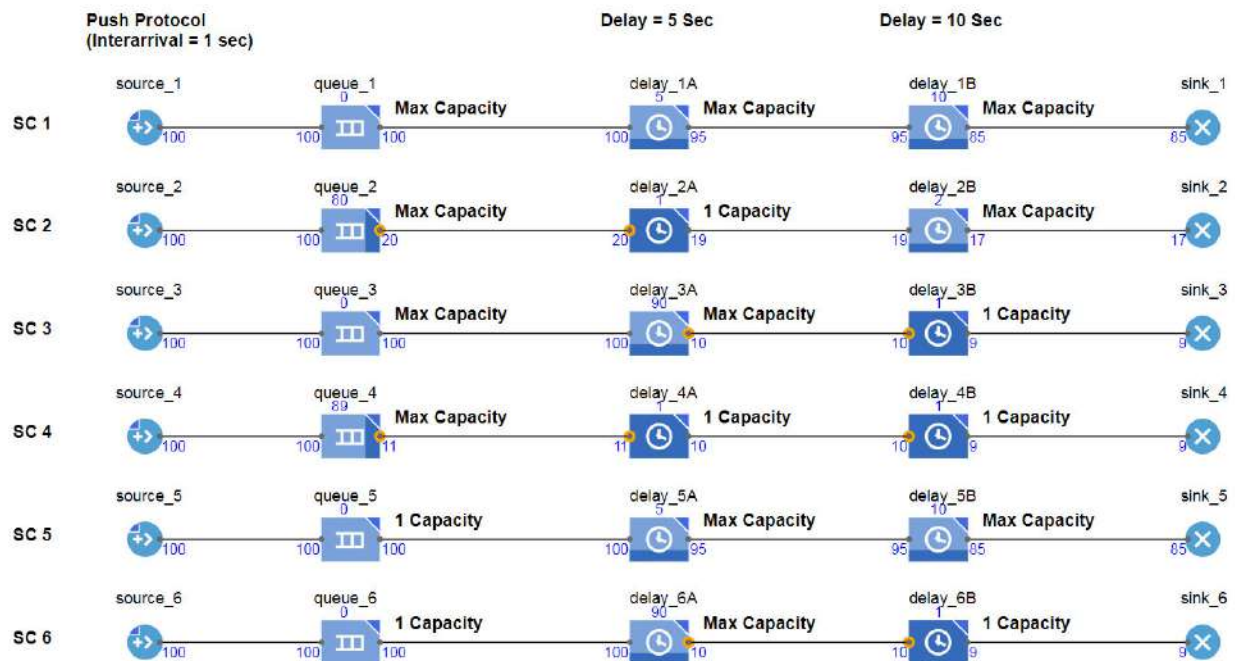 Push Protocol
(Interarrival = 1 sec)
Delay = 5 Sec
Delay = 10 Sec
source_1
queue_1
delay_1A
delay_1B
sink_1
0
5
10
SC 1
Max Capacity
Max Capacity
Max Capacity
100
100
100
100
95
95
85
85
source_2
queue_2
delay_2A
delay_2B
sink_2
80
1
2
SC 2
Max Capacity
1 Capacity
Max Capacity
100
100
20
20
19
19
17
17
source_3
queue_3
delay_3A
delay_3B
sink_3
0
90
1
SC 3
Max Capacity
Max Capacity
1 Capacity
100
100
100
100
10
10
9
9
source_4
queue_4
delay_4A
delay_4B
sink_4
89
1
1
SC 4
Max Capacity
1 Capacity
1 Capacity
100
100
11
11
10
10
9
9
source_5
queue_5
delay_5A
delay_5B
sink_5
0
5
10
SC 5
1 Capacity
Max Capacity
Max Capacity
100
100
100
100
95
95
85
85
source_6
queue_6
delay_6A
delay_6B
sink_6
0
90
1
SC 6
1 Capacity
Max Capacity
1 Capacity
100
100
100
100
10
10
9
9